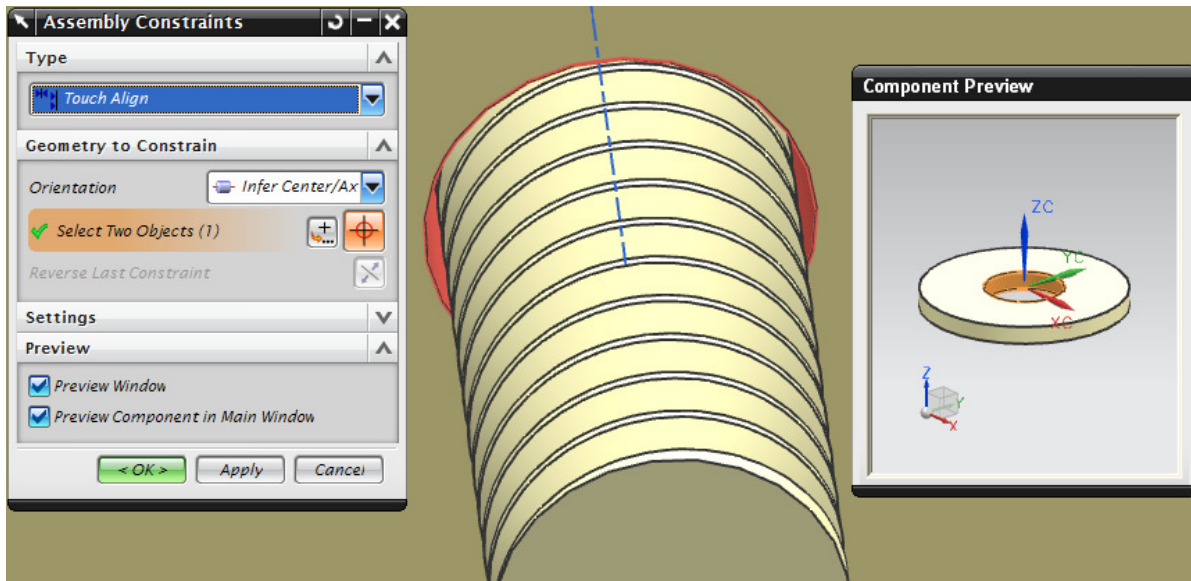 Assembly Constraints
Type
Touch Align
Geometry to Constrain
Orientation
Infer Center/Ax
Select Two Objects (1)
Reverse Last Constraint
Settings
Preview
Preview Window
Preview Component in Main Window
< OK >
Apply
Cancel
Component Preview
ZC
YC
XC
Z
Y
X